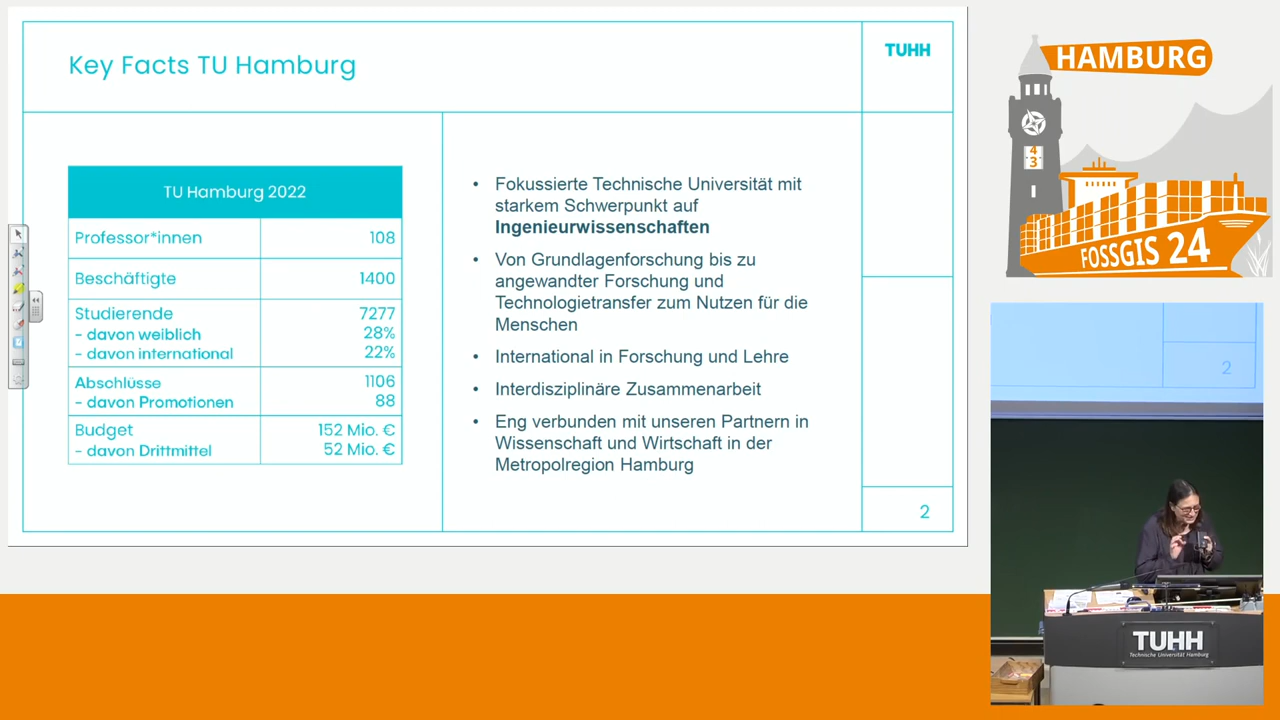 Key Facts TU Hamburg
TUHH
TU Hamburg 2022
Professor*innen 108
Beschäftigte 1400
Studierende 7277
- davon weiblich 28%
- davon international 22%
Abschlüsse 1106
- davon Promotionen 88
Budget 152 Mio. €
- davon Drittmittel 52 Mio. €
• Fokussierte Technische Universität mit
starkem Schwerpunkt auf
Ingenieurwissenschaften
• Von Grundlagenforschung bis zu
angewandter Forschung und
Technologietransfer zum Nutzen für die
Menschen
• International in Forschung und Lehre
• Interdisziplinäre Zusammenarbeit
• Eng verbunden mit unseren Partnern in
Wissenschaft und Wirtschaft in der
Metropolregion Hamburg
2
HAMBURG
4
3
FOSSGIS 24
2
TUHH
Technische Universität Hamburg